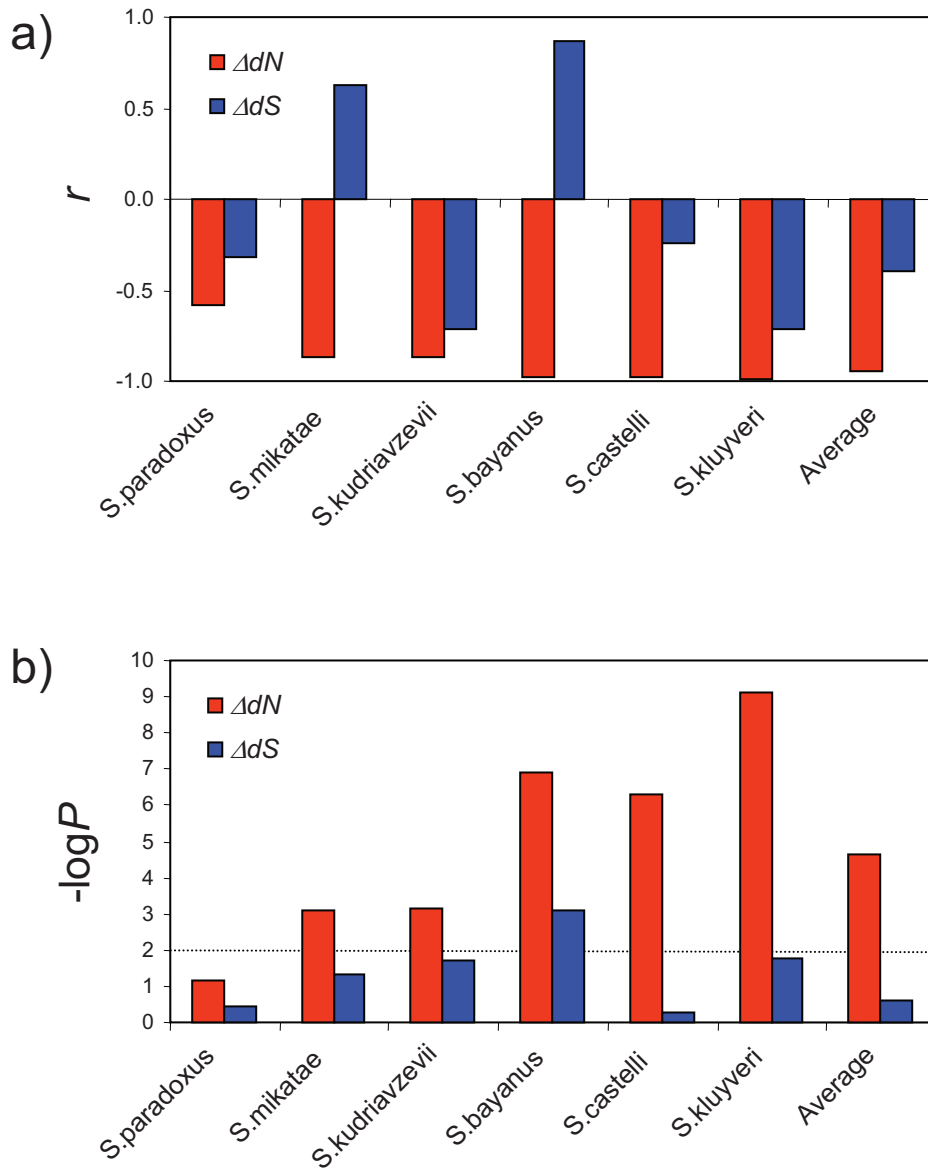 a)
1.0
0.5
0.0
-0.5
-1.0
r
ΔdN
ΔdS
S.paradoxus
S.mikatae
S.kudriavzevii
S.bayanus
S.castelli
S.kluyveri
Average
b)
10
9
8
7
6
5
4
3
2
1
0
-logP
ΔdN
ΔdS
S.paradoxus
S.mikatae
S.kudriavzevii
S.bayanus
S.castelli
S.kluyveri
Average